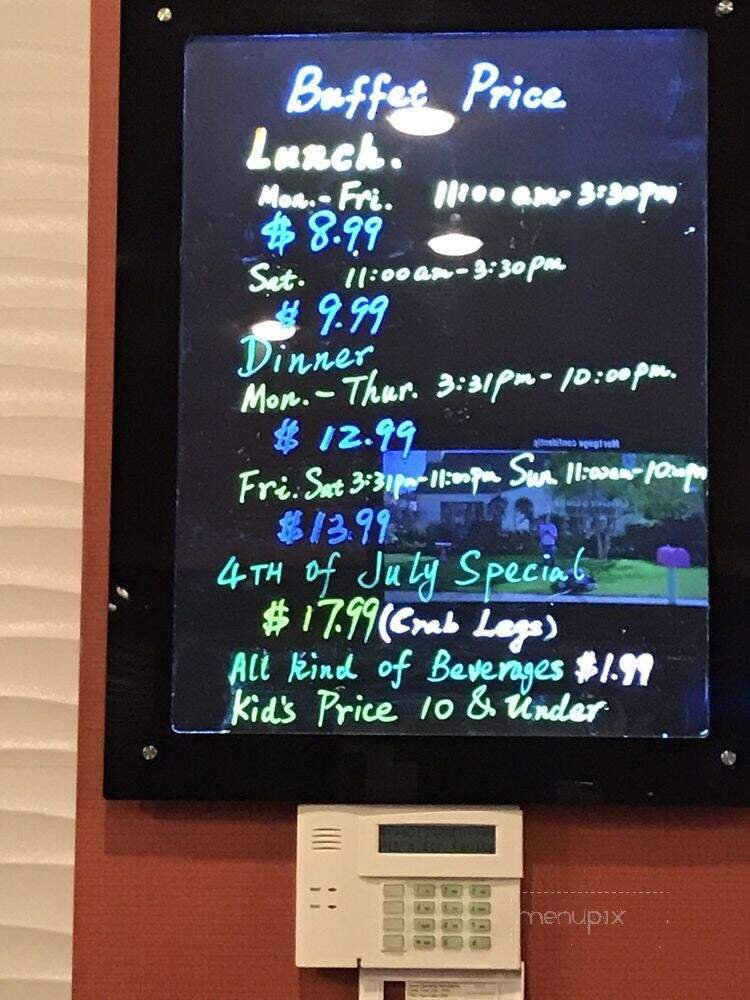 Buffet Price
Lunch.
Mon.-Fri. 11:00am-3:30pm
$ 8.99
Sat. 11:00am-3:30pm
$ 9.99
Dinner
Mon.-Thur. 3:31pm-10:00pm.
$ 12.99
Mortgage confidently
Fri. Sat 3:31pm-11:00pm Sun 11:00am-10:00pm
$13.99
4TH of July Special
$17.99(Crab Legs)
All kind of Beverages $1.99
Kid's Price 10 & Under
menupix